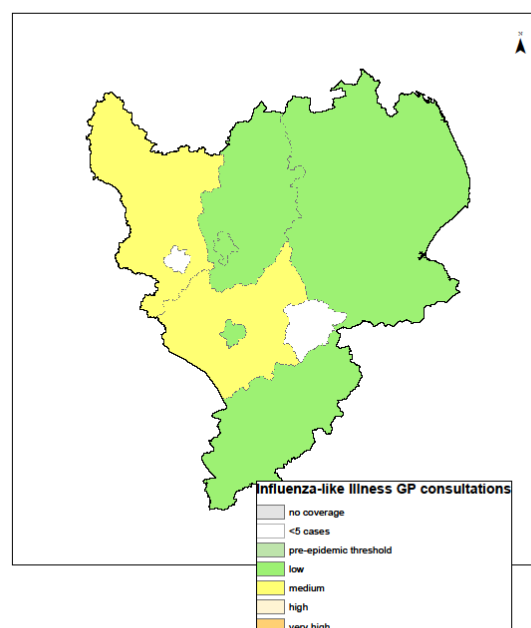 Influenza-like Illness GP consultations
no coverage
<5 cases
pre-epidemic threshold
low
medium
high
very high